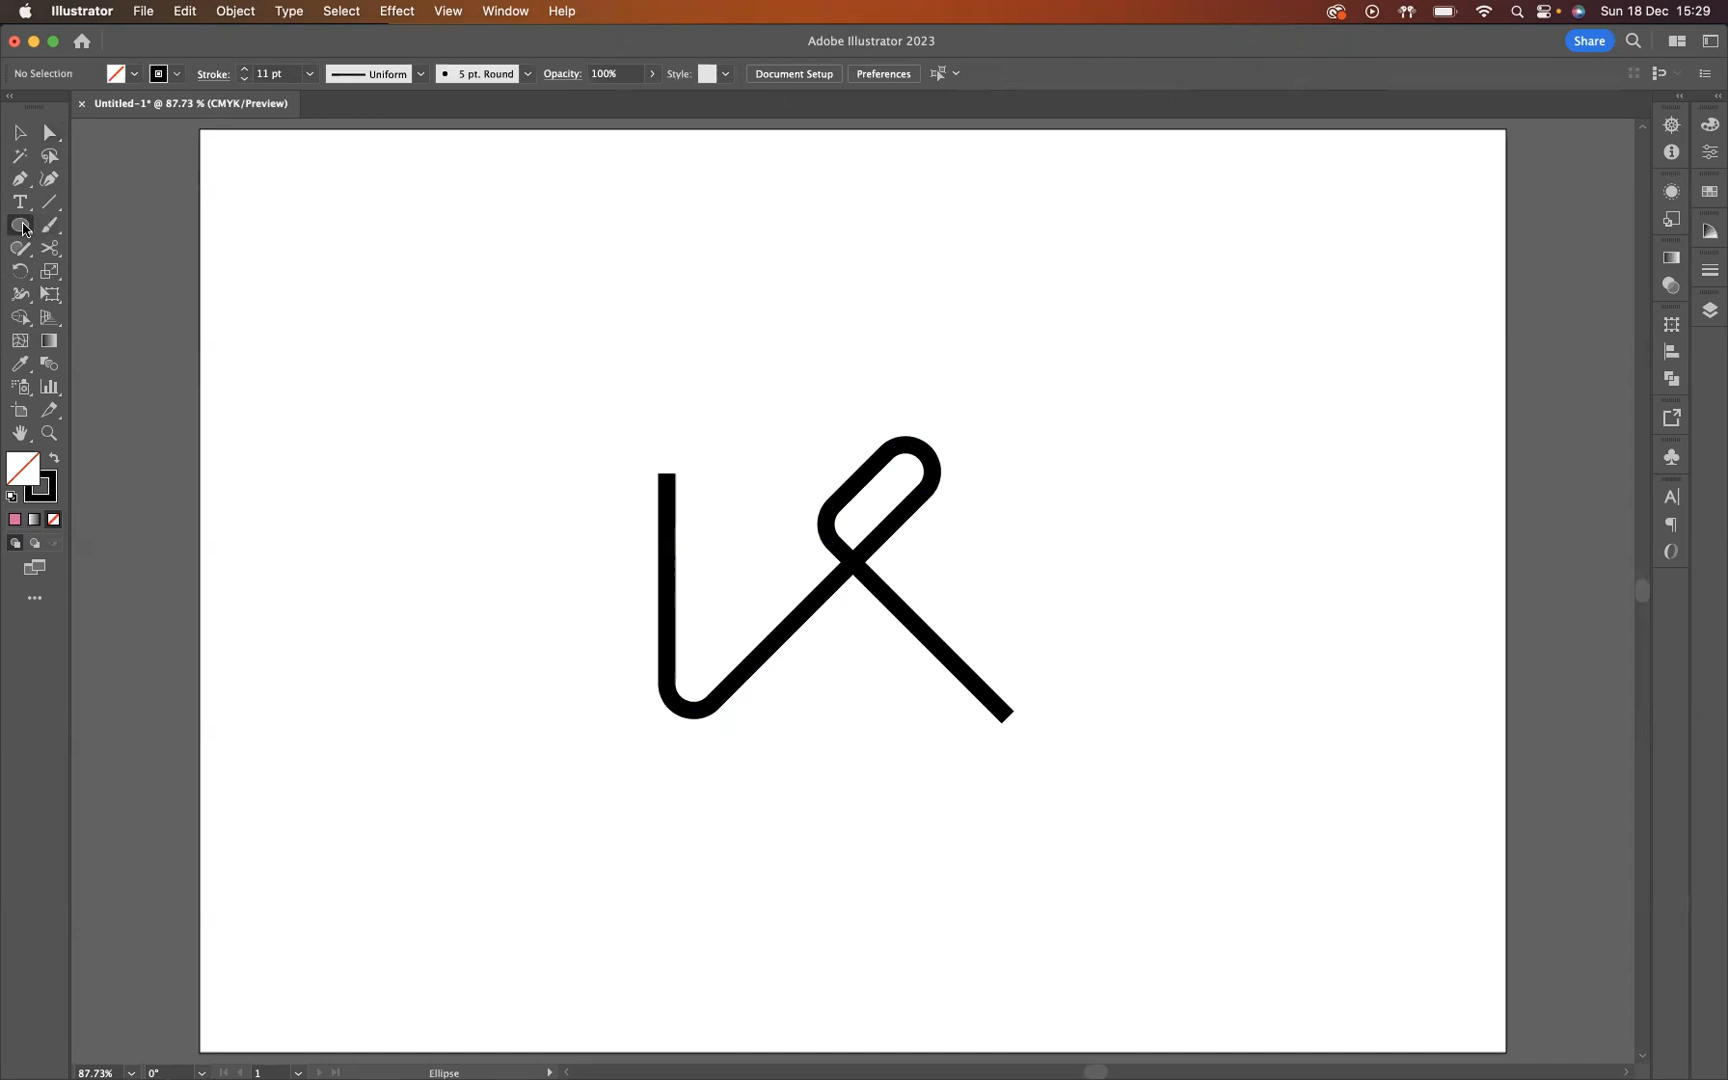 Illustrator File Edit Object Type Select Effect View Window Help Sun 18 Dec 15:29
Adobe Illustrator 2023 Share
No Selection Stroke: 11 pt Uniform 5 pt. Round Opacity: 100% Style: Document Setup Preferences
× Untitled-1* @ 87.73 % (CMYK/Preview)
87.73% 0° 1 Ellipse